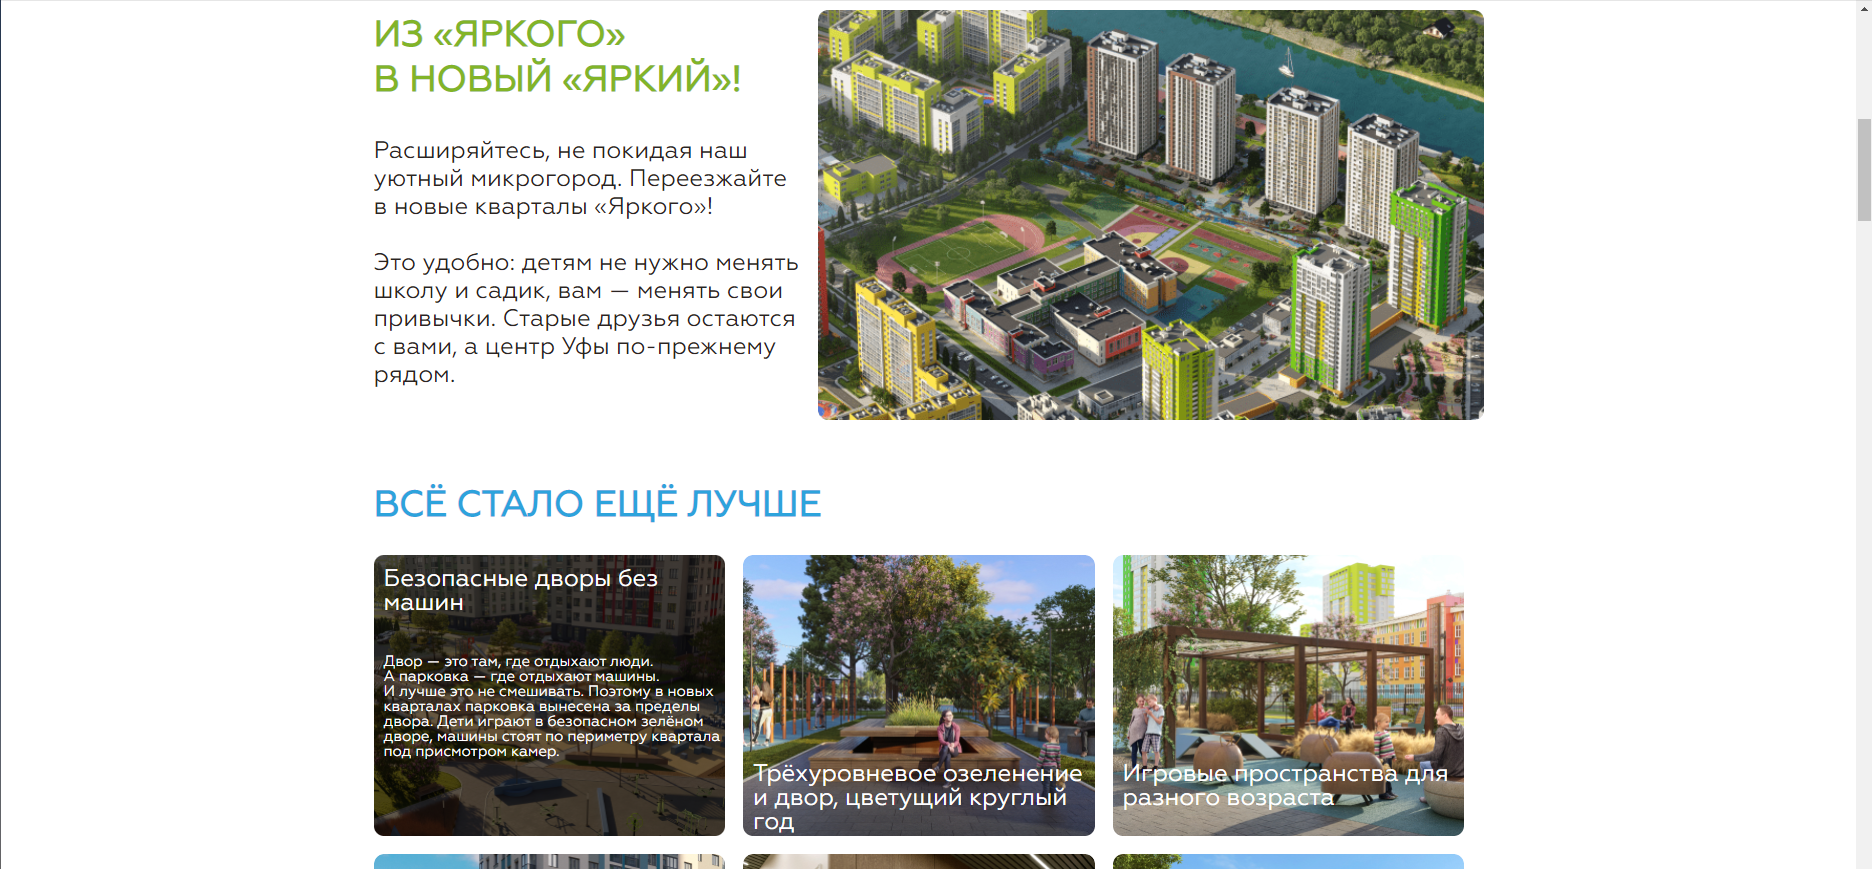 ИЗ «ЯРКОГО»
В НОВЫЙ «ЯРКИЙ»!
Расширяйтесь, не покидая наш
уютный микрогород. Переезжайте
в новые кварталы «Яркого»!
Это удобно: детям не нужно менять
школу и садик, вам — менять свои
привычки. Старые друзья остаются
с вами, а центр Уфы по-прежнему
рядом.
ВСЁ СТАЛО ЕЩЁ ЛУЧШЕ
Безопасные дворы без
машин
Двор — это там, где отдыхают люди.
А парковка — где отдыхают машины.
И лучше это не смешивать. Поэтому в новых
кварталах парковка вынесена за пределы
двора. Дети играют в безопасном зелёном
дворе, машины стоят по периметру квартала
под присмотром камер.
Трёхуровневое озеленение
и двор, цветущий круглый
год
Игровые пространства для
разного возраста